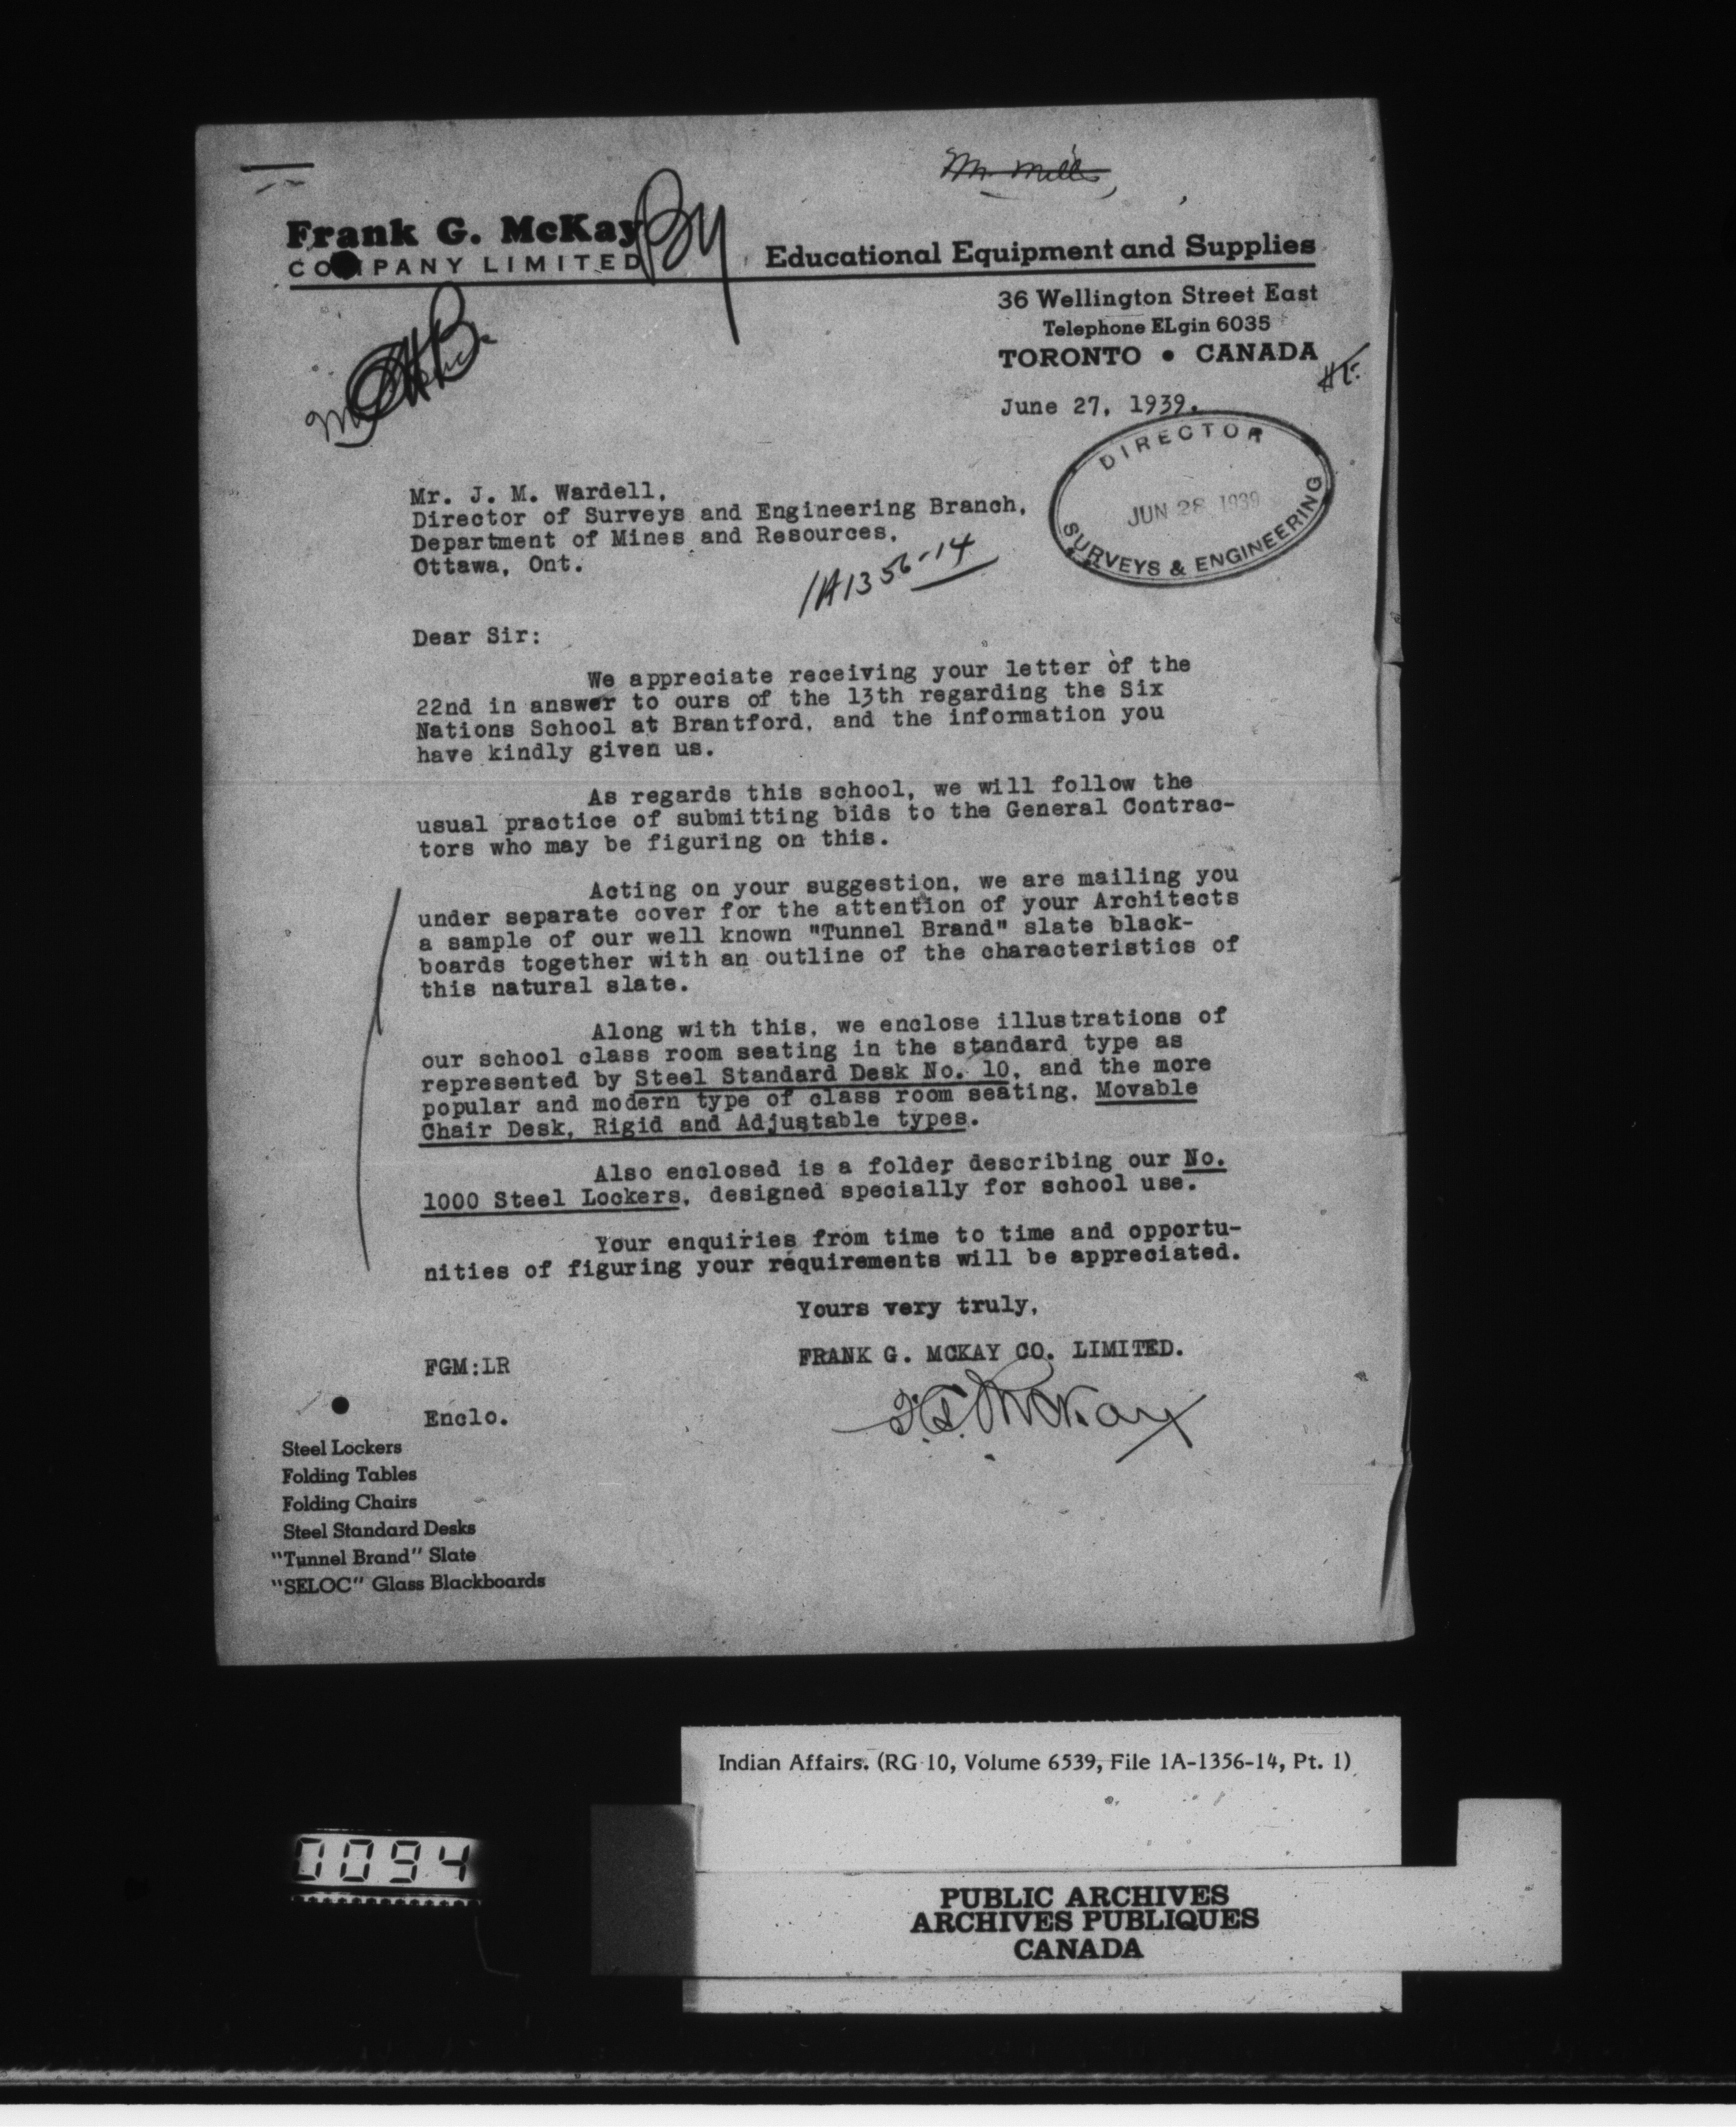 Mr. Mills
Frank G. McKay
COMPANY LIMITED
By
Educational Equipment and Supplies
36 Wellington Street East
Telephone ELgin 6035
TORONTO • CANADA
June 27, 1939.
DIRECTOR
JUN 28 1939
SURVEYS & ENGINEERING
Mr. J. M. Wardell,
Director of Surveys and Engineering Branch,
Department of Mines and Resources,
Ottawa, Ont.
1A1356-14
Dear Sir:
We appreciate receiving your letter of the
22nd in answer to ours of the 13th regarding the Six
Nations School at Brantford, and the information you
have kindly given us.
As regards this school, we will follow the
usual practice of submitting bids to the General Contrac-
tors who may be figuring on this.
Acting on your suggestion, we are mailing you
under separate cover for the attention of your Architects
a sample of our well known "Tunnel Brand" slate black-
boards together with an outline of the characteristics of
this natural slate.
Along with this, we enclose illustrations of
our school class room seating in the standard type as
represented by Steel Standard Desk No. 10, and the more
popular and modern type of class room seating, Movable
Chair Desk, Rigid and Adjustable types.
Also enclosed is a folder describing our No.
1000 Steel Lockers, designed specially for school use.
Your enquiries from time to time and opportu-
nities of figuring your requirements will be appreciated.
Yours very truly,
FRANK G. MCKAY CO. LIMITED.
F.G. McKay
FGM:LR
Enclo.
Steel Lockers
Folding Tables
Folding Chairs
Steel Standard Desks
"Tunnel Brand" Slate
"SELOC" Glass Blackboards
Indian Affairs. (RG 10, Volume 6539, File 1A-1356-14, Pt. 1)
0094
PUBLIC ARCHIVES
ARCHIVES PUBLIQUES
CANADA